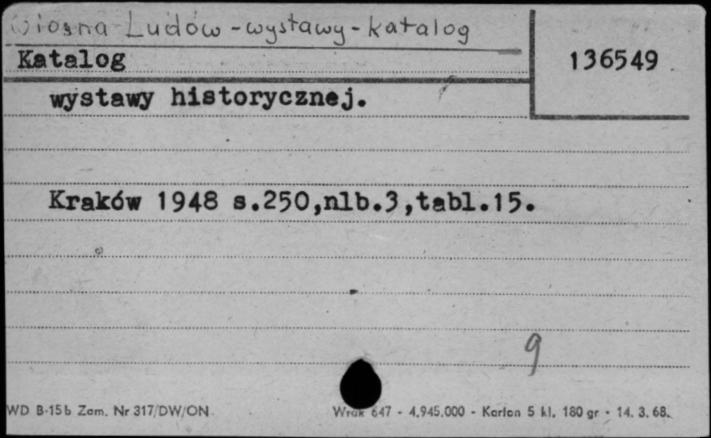 Wiosna Ludów - wystawy - katalog
Katalog
136549
wystawy historycznej.
Kraków 1948 s.250,nlb.3,tabl.15.
9
WD B-15b Zam. Nr 317/DW/ON
647 - 4.945.000 - Karton 5 kl. 180 gr - 14. 3. 68.